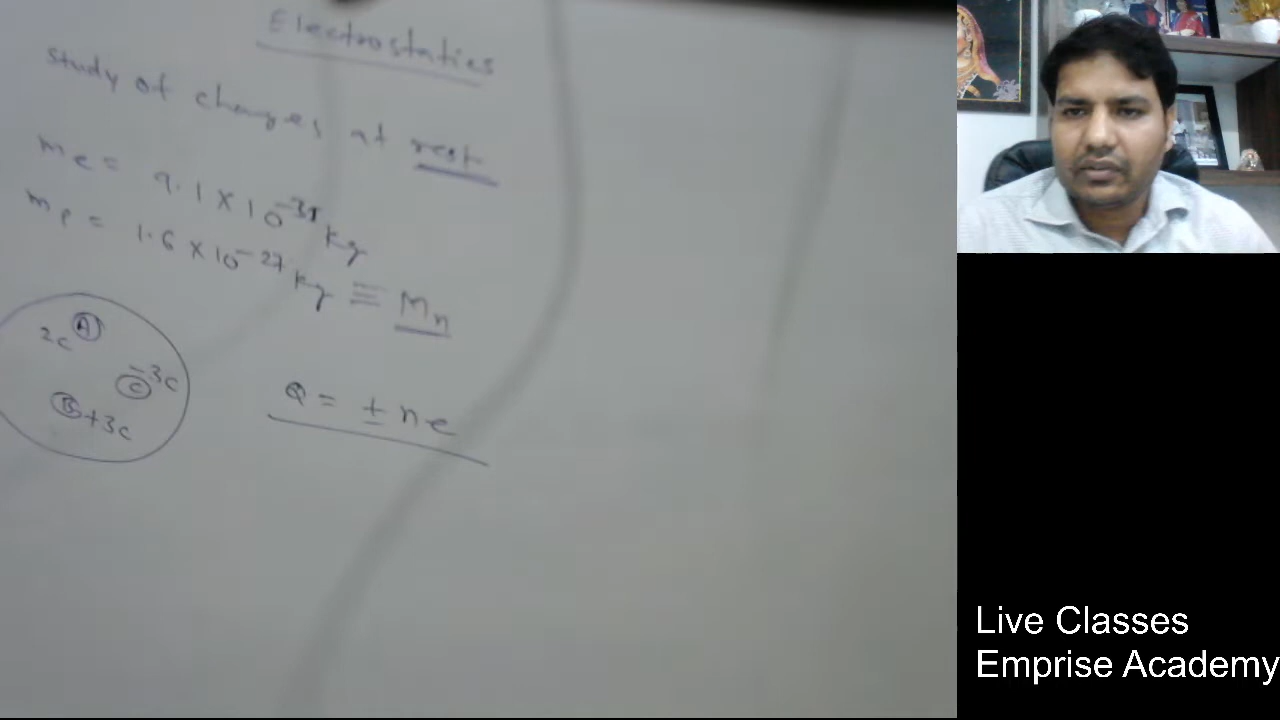 Electrostatics
Study of charges at rest
me = 9.1 × 10⁻³¹ kg
mp = 1.6 × 10⁻²⁷ kg ≡ Mn
2C A
C -3C
B +3C
Q = ± ne
Live Classes
Emprise Academy